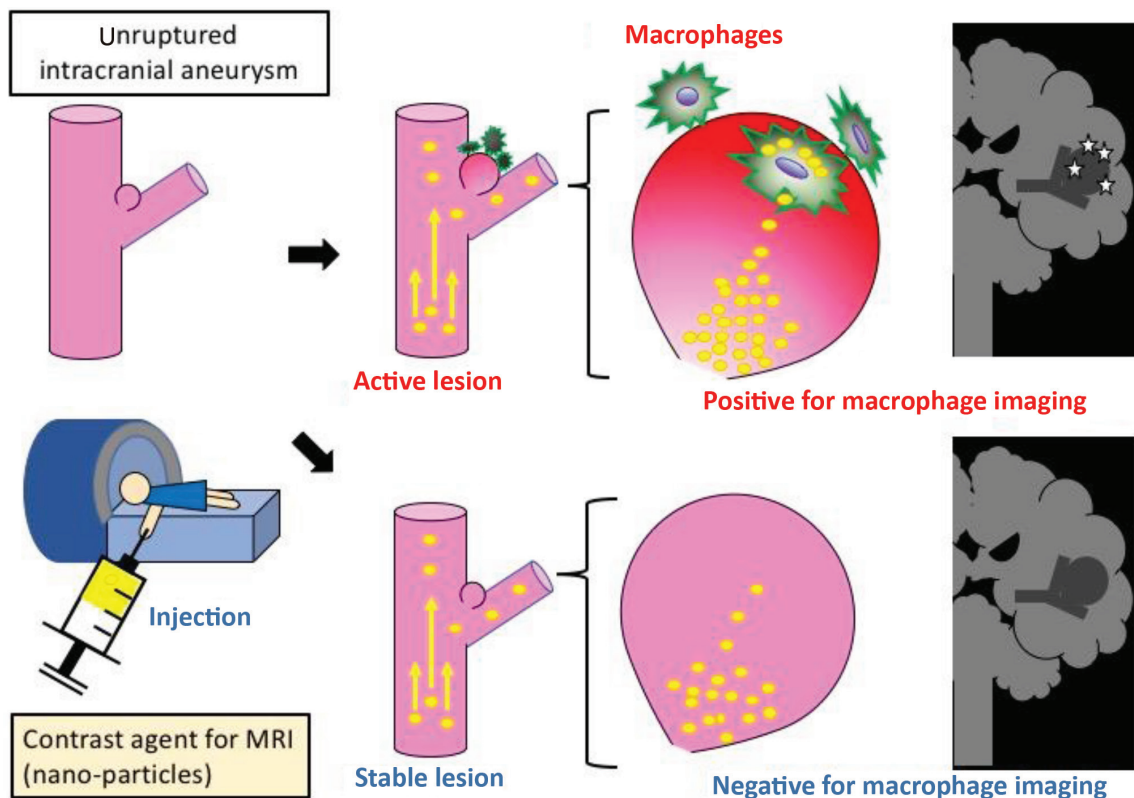 Unruptured
intracranial aneurysm
Macrophages
Active lesion
Positive for macrophage imaging
Injection
Contrast agent for MRI
(nano-particles)
Stable lesion
Negative for macrophage imaging